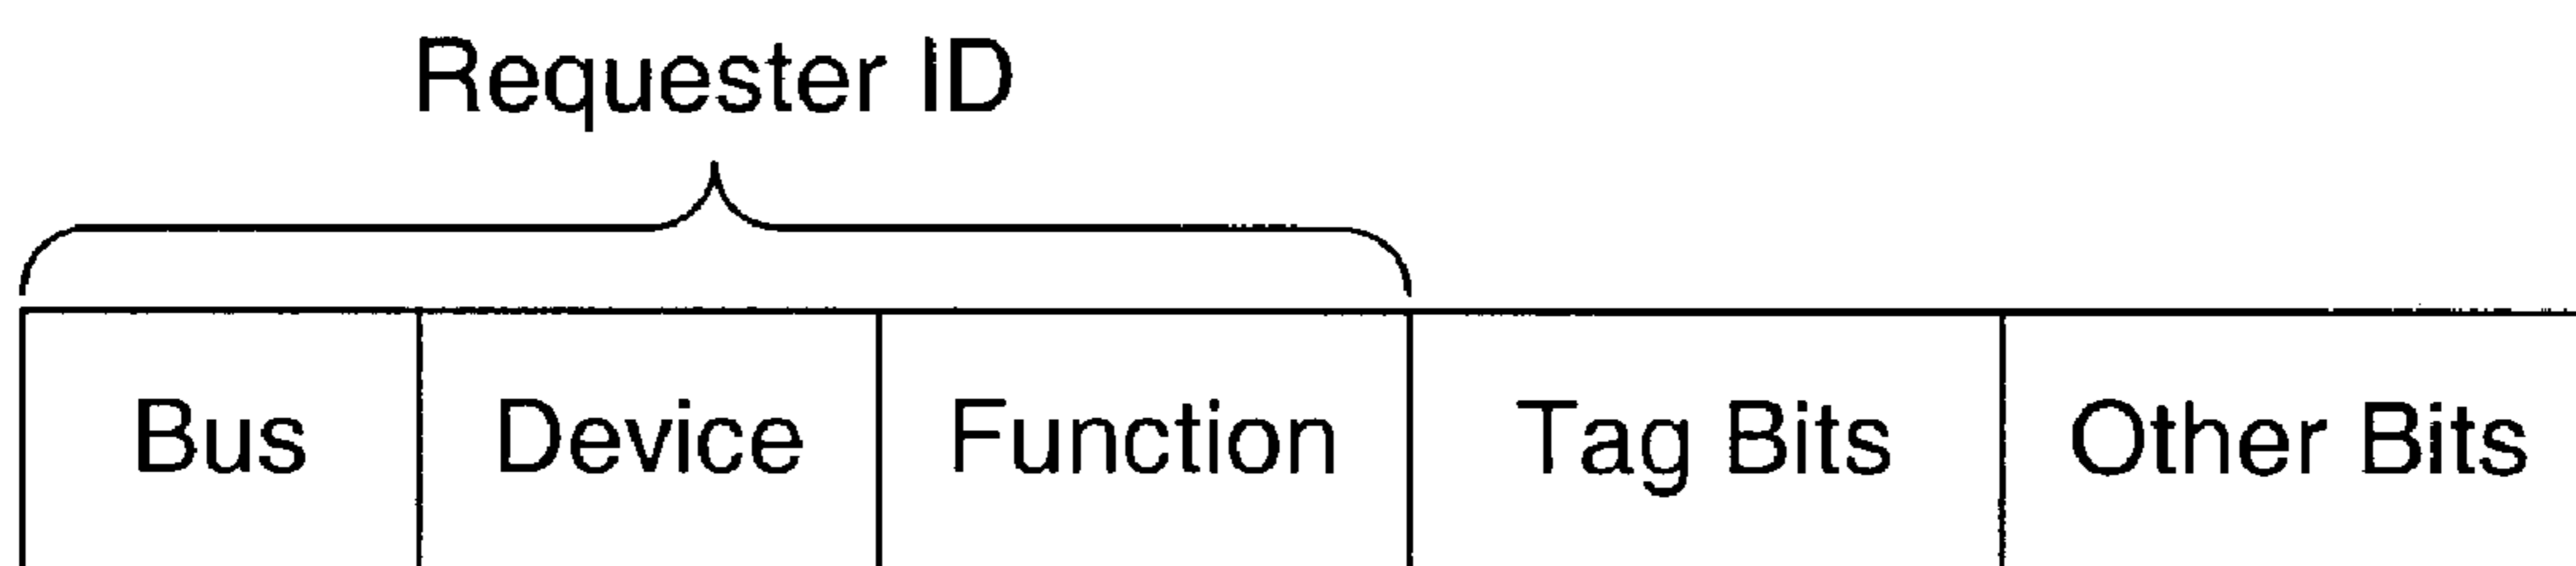 Requester ID
Bus Device Function Tag Bits Other Bits